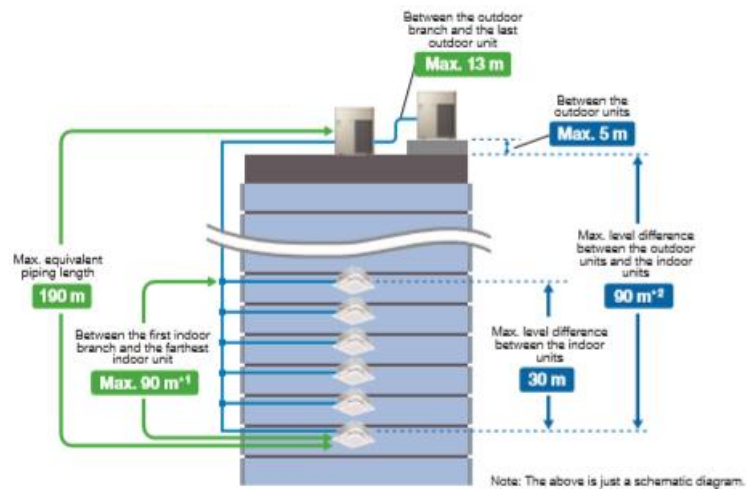 Between the outdoor
branch and the last
outdoor unit
Max. 13 m
Between the
outdoor units
Max. 5 m
Max. equivalent
piping length
190 m
Between the first indoor
branch and the farthest
indoor unit
Max. 90 m*1
Max. level difference
between the outdoor
units and the indoor
units
90 m*2
Max. level difference
between the indoor
units
30 m
Note: The above is just a schematic diagram.